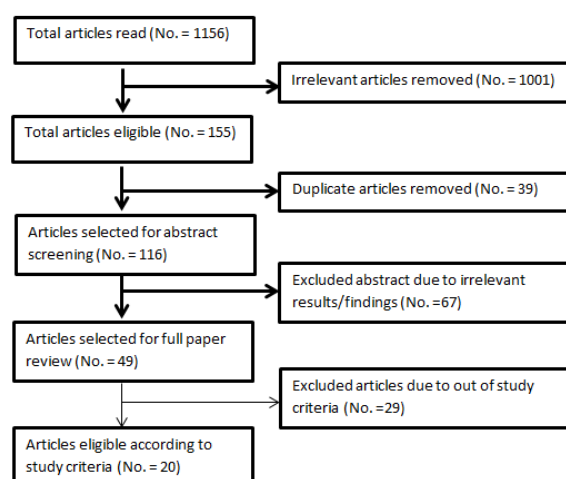 Total articles read (No. = 1156)
Irrelevant articles removed (No. = 1001)
Total articles eligible (No. = 155)
Duplicate articles removed (No. = 39)
Articles selected for abstract
screening (No. = 116)
Excluded abstract due to irrelevant
results/findings (No. =67)
Articles selected for full paper
review (No. = 49)
Excluded articles due to out of study
criteria (No. =29)
Articles eligible according to
study criteria (No. = 20)